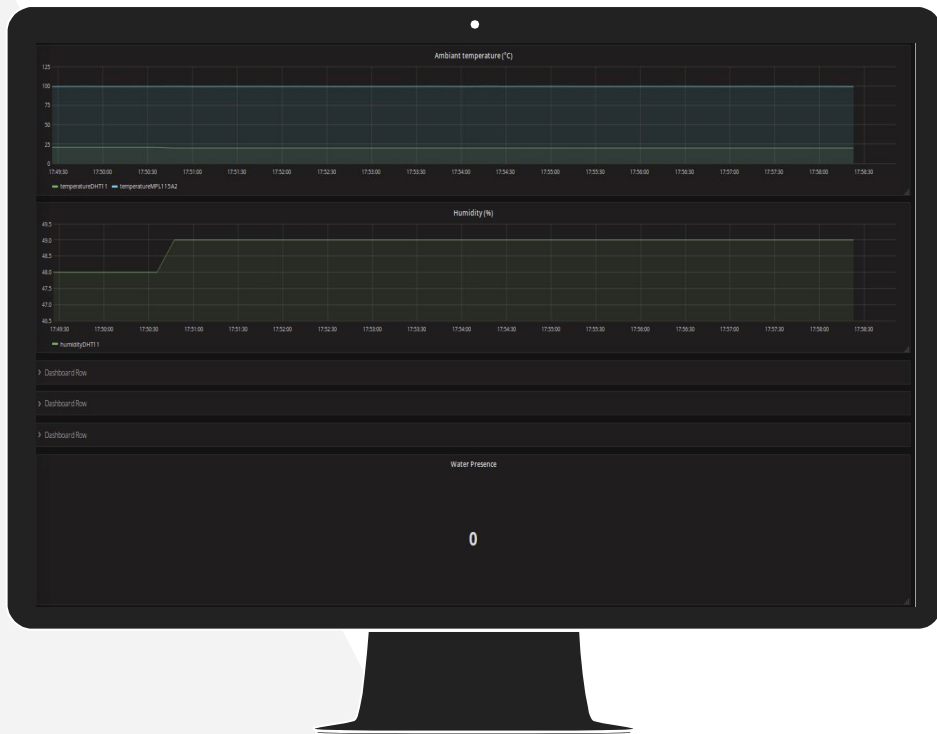 Ambiant temperature (°C)
125
100
75
50
25
0
17:49:30 17:50:00 17:50:30 17:51:00 17:51:30 17:52:00 17:52:30 17:53:00 17:53:30 17:54:00 17:54:30 17:55:00 17:55:30 17:56:00 17:56:30 17:57:00 17:57:30 17:58:00 17:58:30
temperatureDHT11 temperatureMPL115A2
Humidity (%)
49.5
49.0
48.5
48.0
47.5
47.0
46.5
17:49:30 17:50:00 17:50:30 17:51:00 17:51:30 17:52:00 17:52:30 17:53:00 17:53:30 17:54:00 17:54:30 17:55:00 17:55:30 17:56:00 17:56:30 17:57:00 17:57:30 17:58:00 17:58:30
humidityDHT11
Dashboard Row
Dashboard Row
Dashboard Row
Water Presence
0